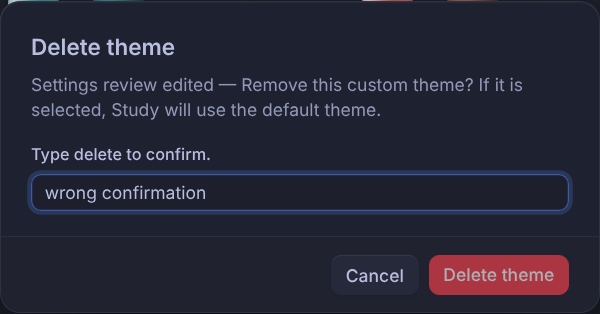 Delete theme
Settings review edited — Remove this custom theme? If it is
selected, Study will use the default theme.
Type delete to confirm.
wrong confirmation
Cancel
Delete theme